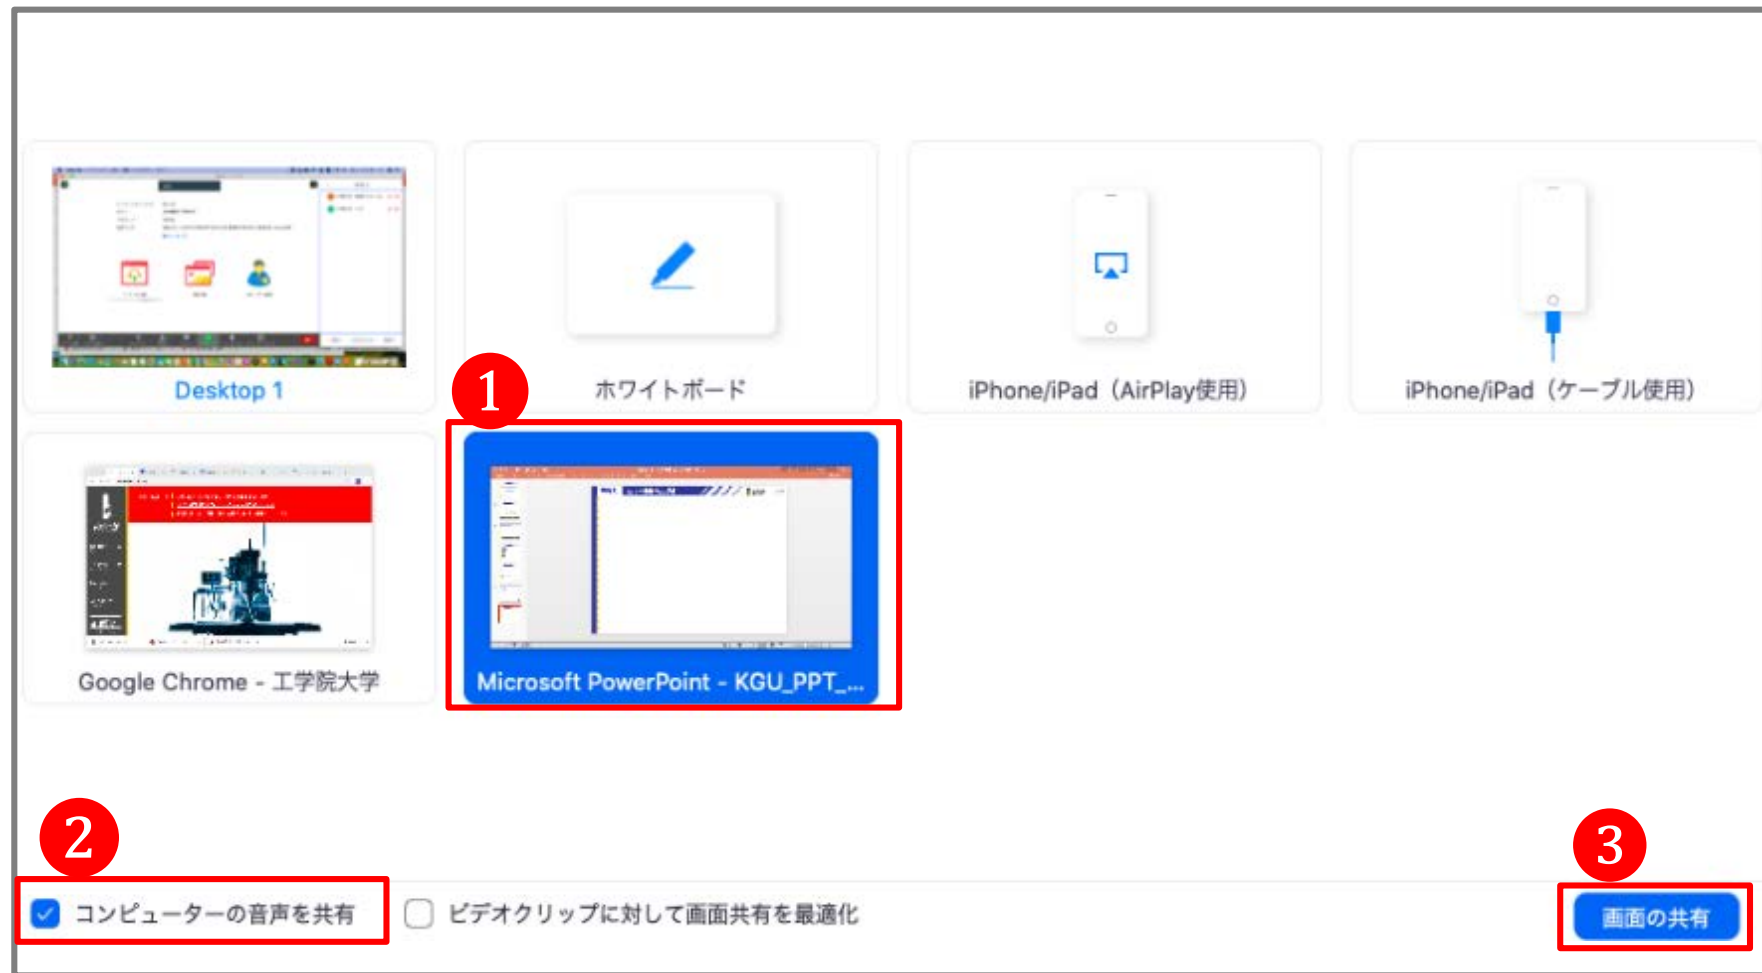 Desktop 1
1
ホワイトボード
iPhone/iPad（AirPlay使用）
iPhone/iPad（ケーブル使用）
Google Chrome - 工学院大学
Microsoft PowerPoint - KGU_PPT_...
2
3
コンピューターの音声を共有
ビデオクリップに対して画面共有を最適化
画面の共有